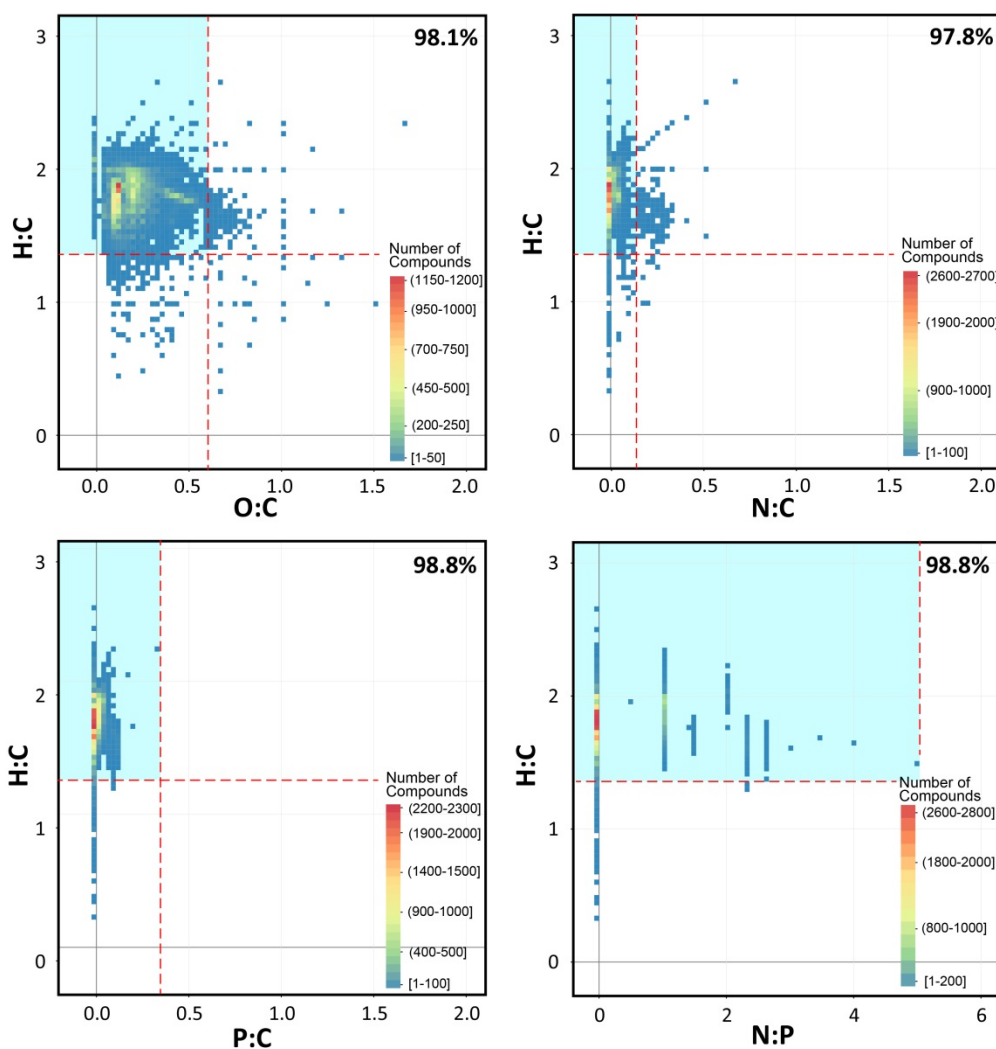 98.1%
3
2
1
0
H:C
Number of
Compounds
(1150-1200]
(950-1000]
(700-750]
(450-500]
(200-250]
[1-50]
0.0 0.5 1.0 1.5 2.0
O:C
97.8%
3
2
1
0
H:C
Number of
Compounds
(2600-2700]
(1900-2000]
(900-1000]
[1-100]
0.0 0.5 1.0 1.5 2.0
N:C
98.8%
3
2
1
0
H:C
Number of
Compounds
(2200-2300]
(1900-2000]
(1400-1500]
(900-1000]
(400-500]
[1-100]
0.0 0.5 1.0 1.5 2.0
P:C
98.8%
3
2
1
0
H:C
Number of
Compounds
(2600-2800]
(1800-2000]
(800-1000]
[1-200]
0 2 4 6
N:P